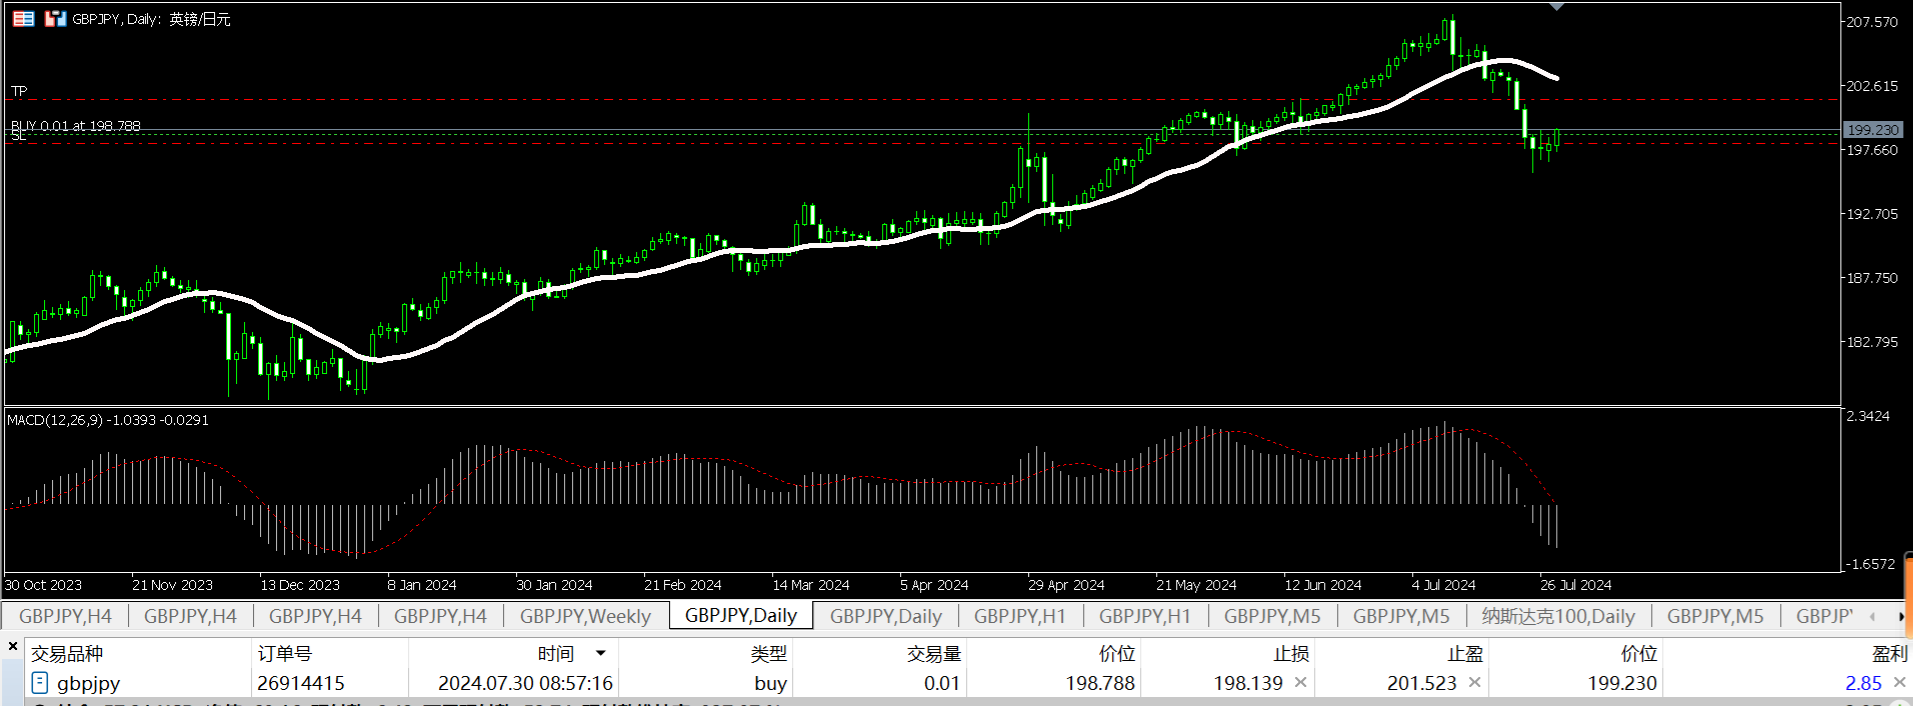 GBPJPY, Daily: 英镑/日元
207.570
TP
202.615
BUY 0.01 at 198.788
SL
199.230
197.660
192.705
187.750
182.795
MACD(12,26,9) -1.0393 -0.0291
2.3424
-1.6572
30 Oct 2023 21 Nov 2023 13 Dec 2023 8 Jan 2024 30 Jan 2024 21 Feb 2024 14 Mar 2024 5 Apr 2024 29 Apr 2024 21 May 2024 12 Jun 2024 4 Jul 2024 26 Jul 2024
GBPJPY,H4 GBPJPY,H4 GBPJPY,H4 GBPJPY,H4 GBPJPY,Weekly GBPJPY,Daily GBPJPY,Daily GBPJPY,H1 GBPJPY,H1 GBPJPY,M5 GBPJPY,M5 纳斯达克100,Daily GBPJPY,M5 GBPJP
交易品种 订单号 时间 类型 交易量 价位 止损 止盈 价位 盈利
gbpjpy 26914415 2024.07.30 08:57:16 buy 0.01 198.788 198.139 201.523 199.230 2.85